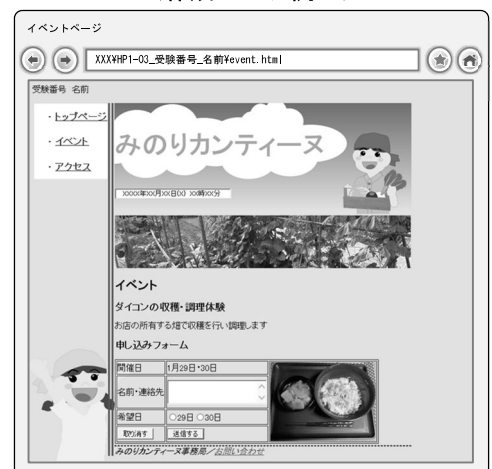 イベントページ
XXX¥HP1-03_受験番号_名前¥event.html
受験番号 名前
・トップページ
・イベント
・アクセス
みのりカンティーヌ
xxxx年xx月xx日(x) xx時xx分
イベント
ダイコンの収穫・調理体験
お店の所有する畑で収穫を行い調理します
申し込みフォーム
開催日 1月29日・30日
名前・連絡先
希望日 ○29日 ○30日
取り消す 送信する
みのりカンティーヌ事務局／お問い合わせ